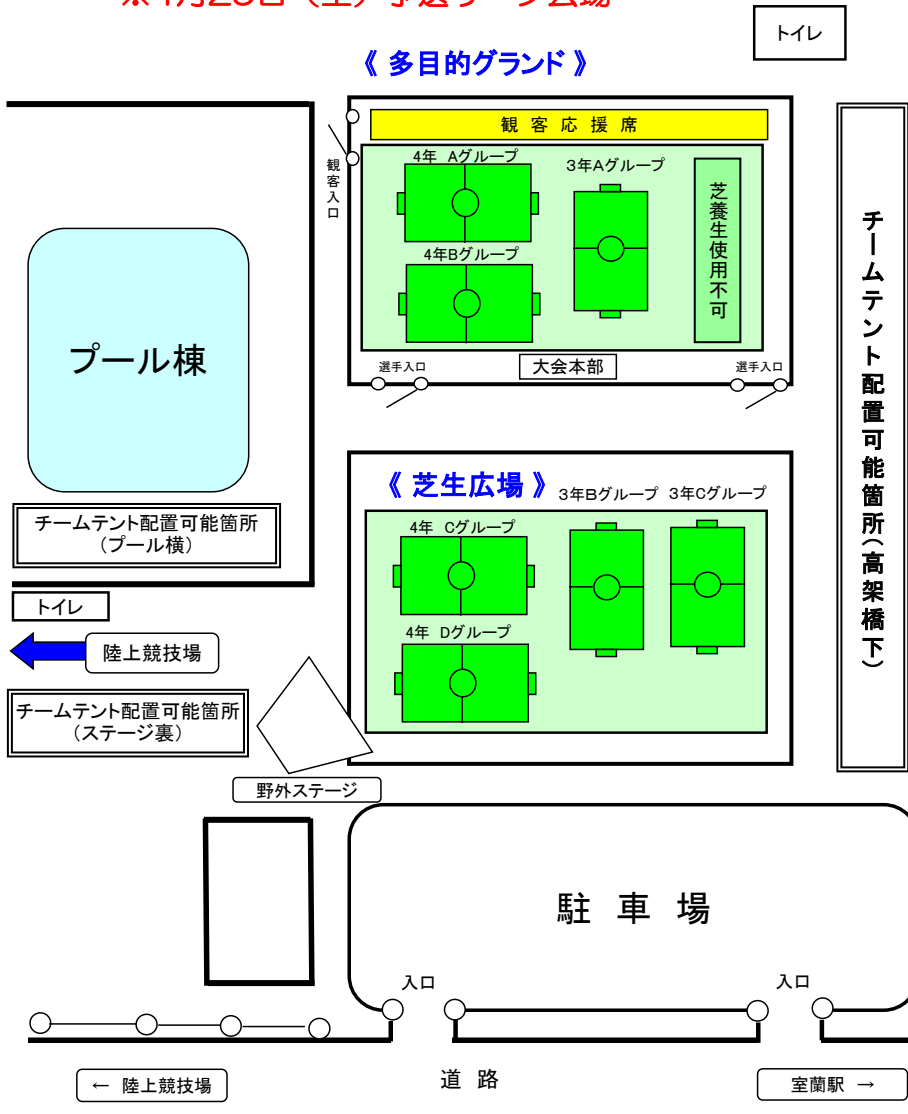 （土）予選リーグ会場
トイレ
《 多目的グランド 》
観客応援席
4年 Aグループ
3年Aグループ
観客入口
芝養生使用不可
4年Bグループ
チームテント配置可能箇所（高架橋下）
プール棟
選手入口
大会本部
選手入口
《 芝生広場 》
3年Bグループ
3年Cグループ
チームテント配置可能箇所
（プール横）
4年 Cグループ
トイレ
4年 Dグループ
陸上競技場
チームテント配置可能箇所
（ステージ裏）
野外ステージ
駐車場
入口
入口
← 陸上競技場
道 路
室蘭駅 →